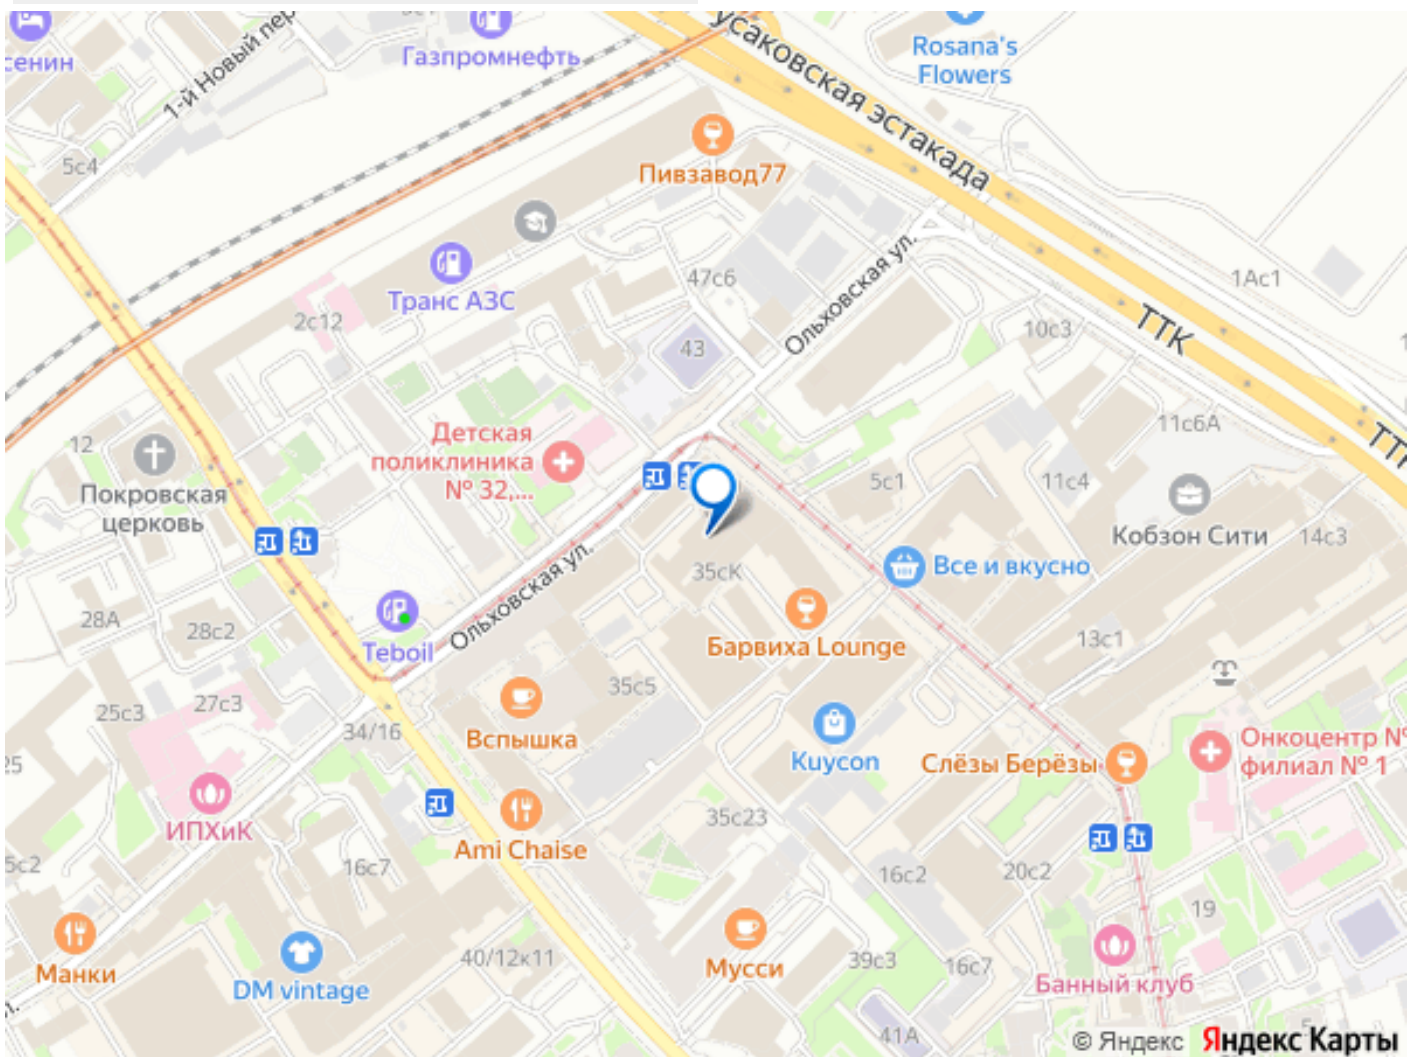 сенин
1-й Новый пер
Газпромнефть
усаковская эстакада
Rosana's
Flowers
5с4
Пивзавод77
Транс АЗС
2с12
47с6
Ольховская ул.
1Ас1
ТТК
10с3
43
12
Детская
поликлиника
№ 32,...
Покровская
церковь
5с1
11с4
11с6А
ТТК
Кобзон Сити
14с3
Ольховская ул.
35сК
Все и вкусно
28А
28с2
Teboil
Барвиха Lounge
13с1
25с3
27с3
34/16
35с5
Вспышка
Kuycon
Слёзы Берёзы
Онкоцентр №
филиал № 1
25
ИПХиК
Ami Chaise
35с23
5с2
16с7
16с2
20с2
19
Манки
DM vintage
40/12к11
Мусси
39с3
16с7
Банный клуб
41А
5
© Яндекс Яндекс Карты